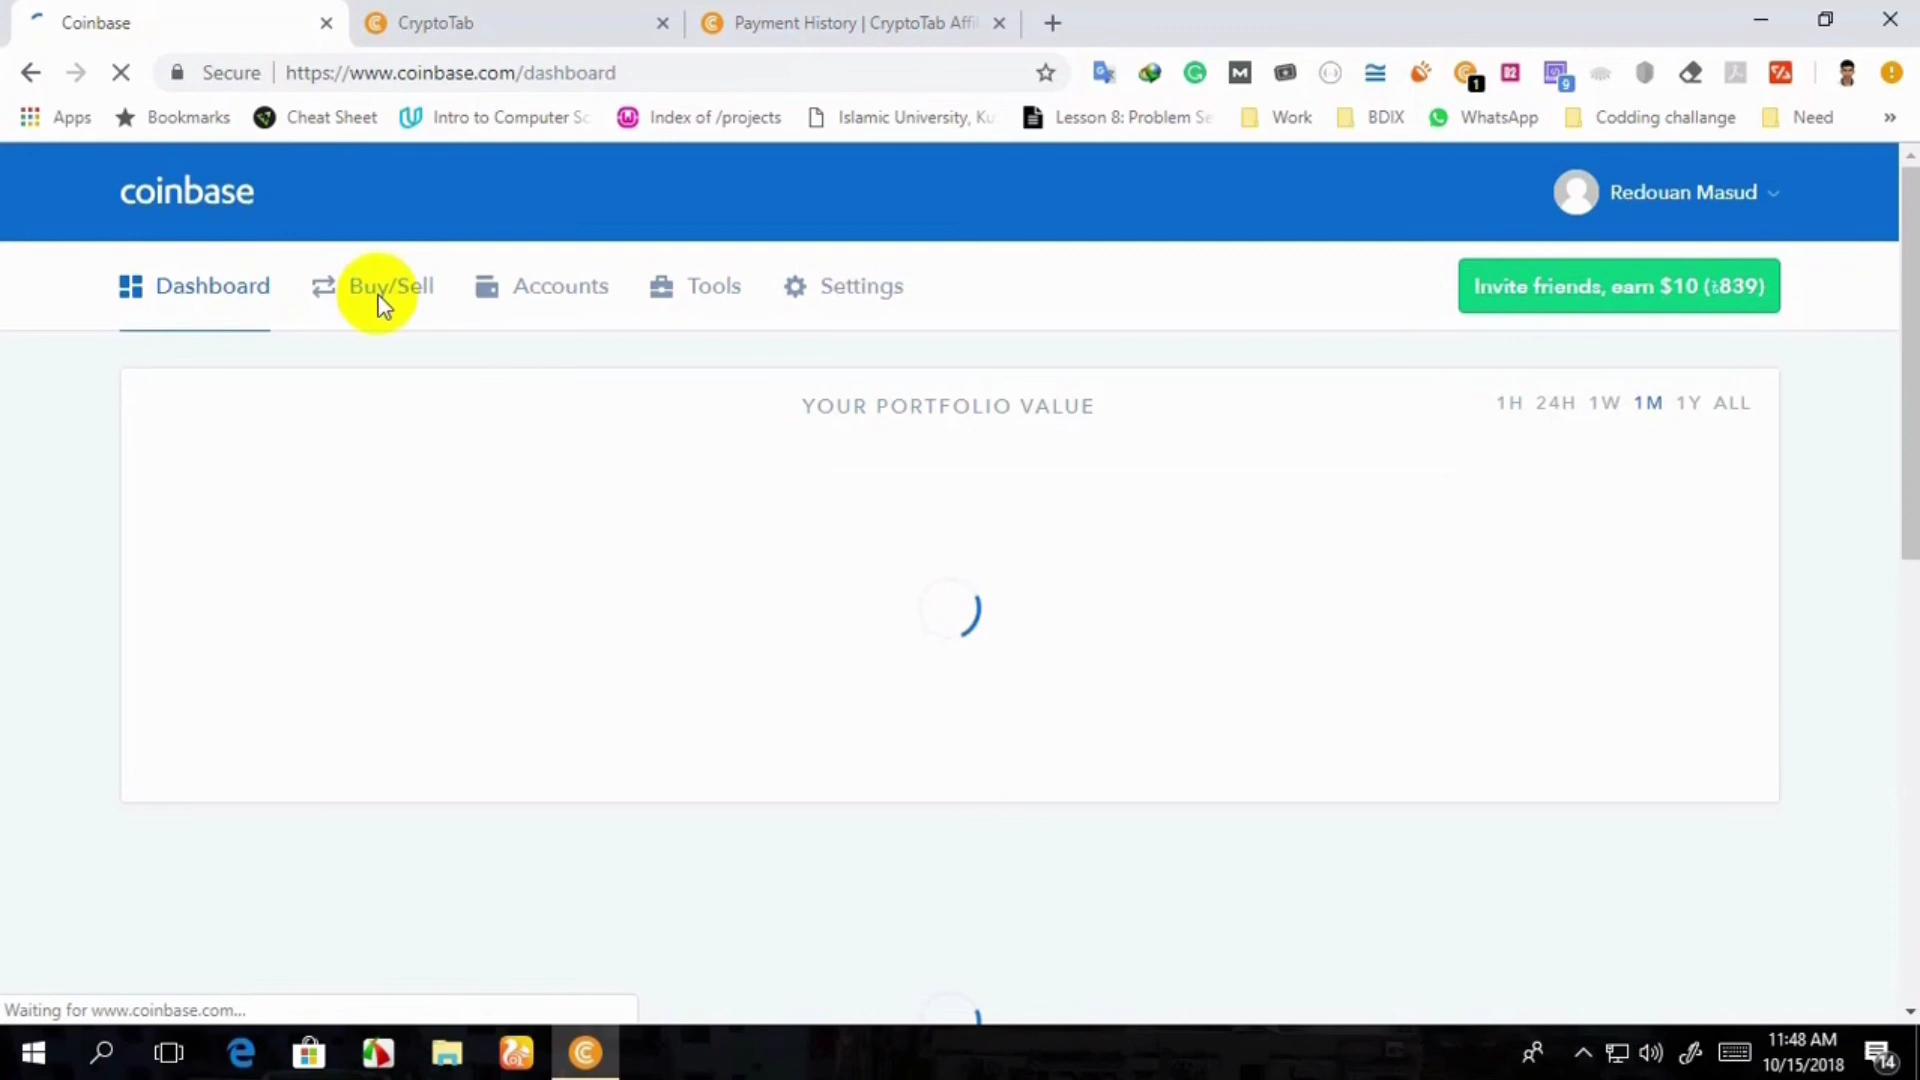 Coinbase
CryptoTab
Payment History | CryptoTab Affi
Secure
https://www.coinbase.com/dashboard
1
9
Apps
Bookmarks
Cheat Sheet
Intro to Computer Sc
Index of /projects
Islamic University, Ku
Lesson 8: Problem Se
Work
BDIX
WhatsApp
Codding challange
Need
»
coinbase
Redouan Masud
Dashboard
Buy/Sell
Accounts
Tools
Settings
Invite friends, earn $10 (৳839)
YOUR PORTFOLIO VALUE
1H 24H 1W 1M 1Y ALL
Waiting for www.coinbase.com...
11:48 AM
10/15/2018
14